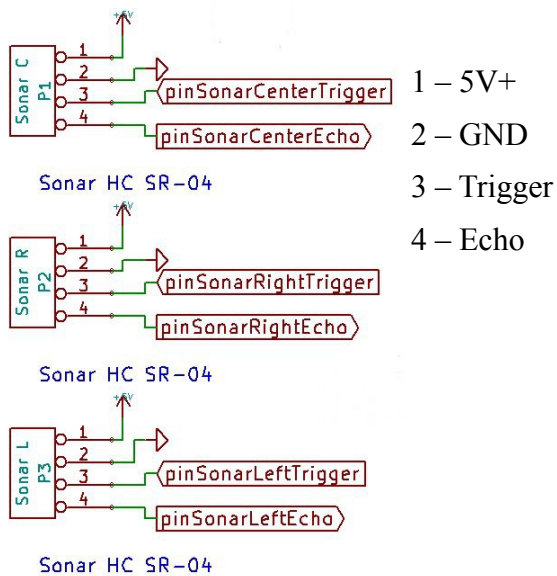 +5V
Sonar C
P1
1
2
3
4
pinSonarCenterTrigger
pinSonarCenterEcho
Sonar HC SR-04
1 – 5V+
2 – GND
3 – Trigger
4 – Echo
+5V
Sonar R
P2
1
2
3
4
pinSonarRightTrigger
pinSonarRightEcho
Sonar HC SR-04
+5V
Sonar L
P3
1
2
3
4
pinSonarLeftTrigger
pinSonarLeftEcho
Sonar HC SR-04